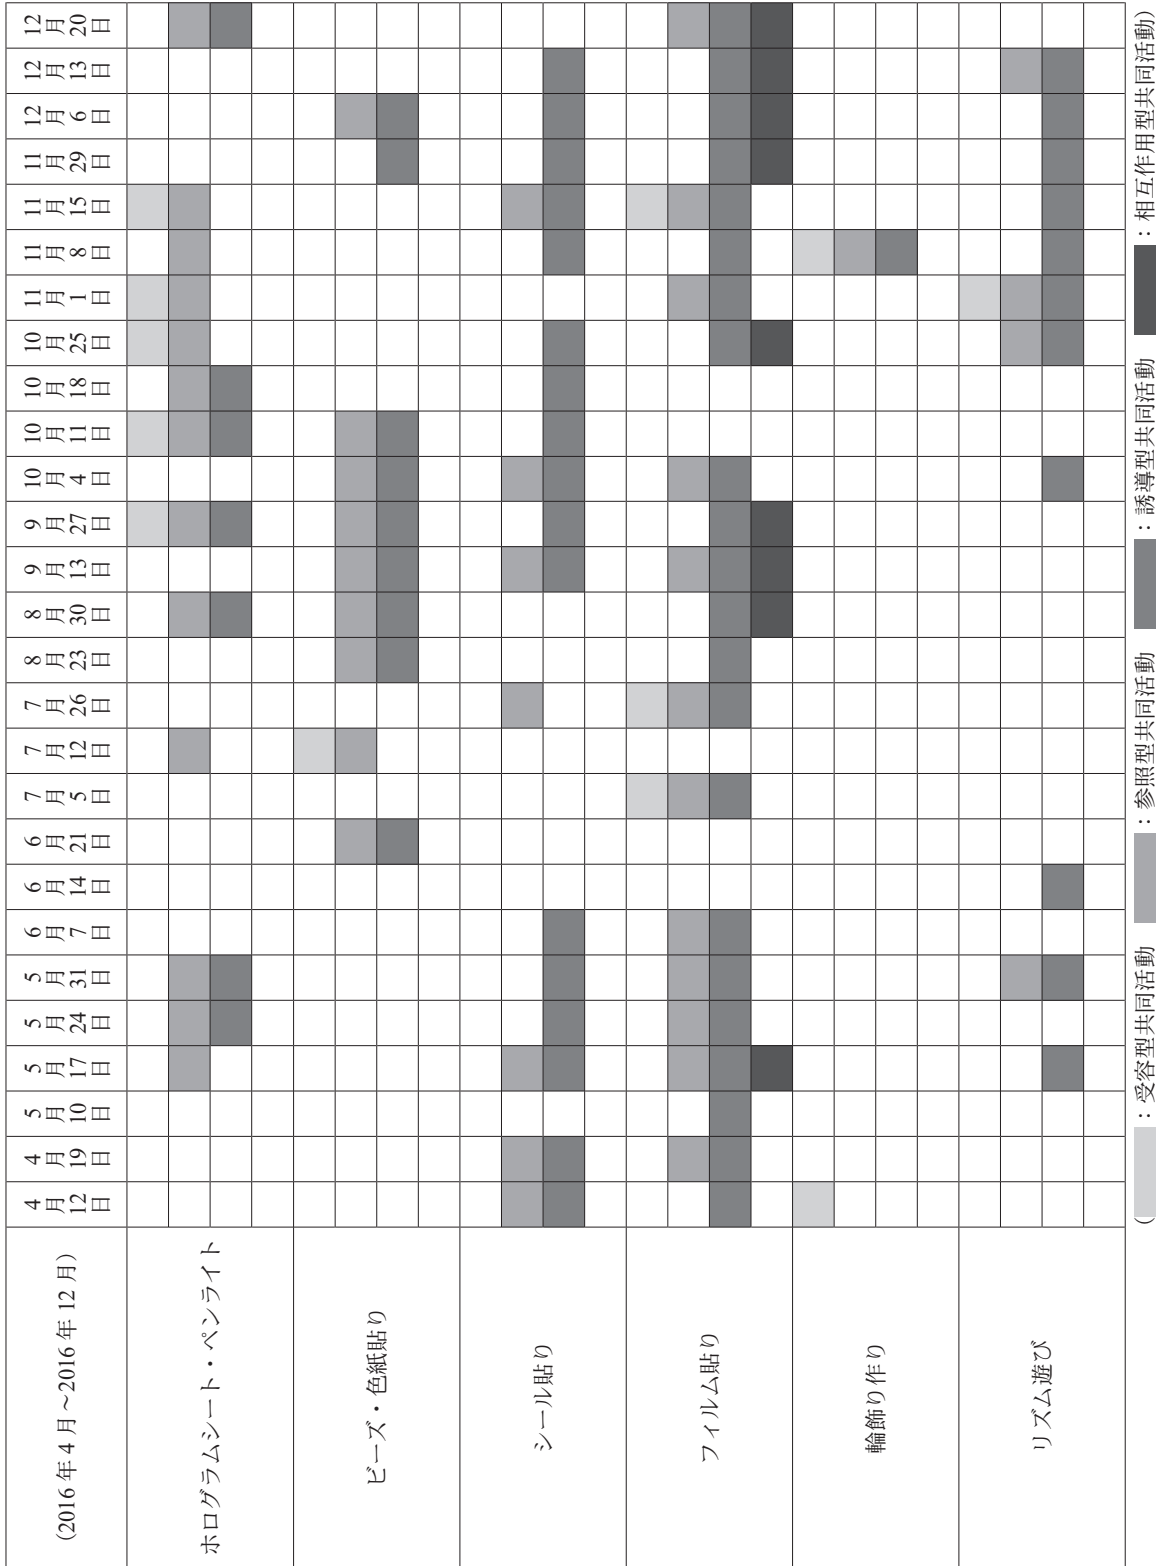 (2016 年 4 月～2016 年 12 月)
4月12日
4月19日
5月10日
5月17日
5月24日
5月31日
6月7日
6月14日
6月21日
7月5日
7月12日
7月26日
8月23日
8月30日
9月13日
9月27日
10月4日
10月11日
10月18日
10月25日
11月1日
11月8日
11月15日
11月29日
12月6日
12月13日
12月20日
ホログラムシート・ペンライト
ビーズ・色紙貼り
シール貼り
フィルム貼り
輪飾り作り
リズム遊び
( ：受容型共同活動 ：参照型共同活動 ：誘導型共同活動 ：相互作用型共同活動)